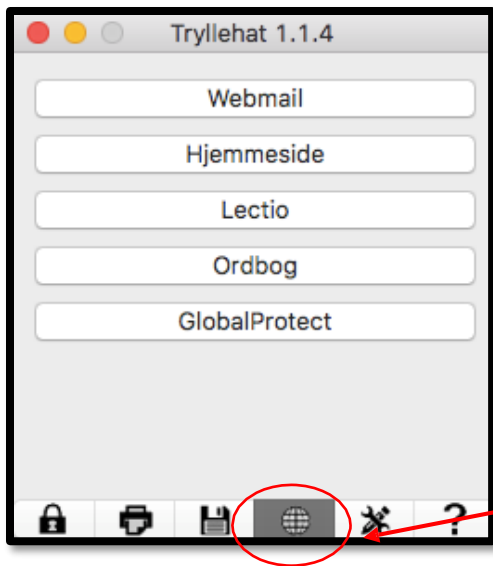 Tryllehat 1.1.4
Webmail
Hjemmeside
Lectio
Ordbog
GlobalProtect
?